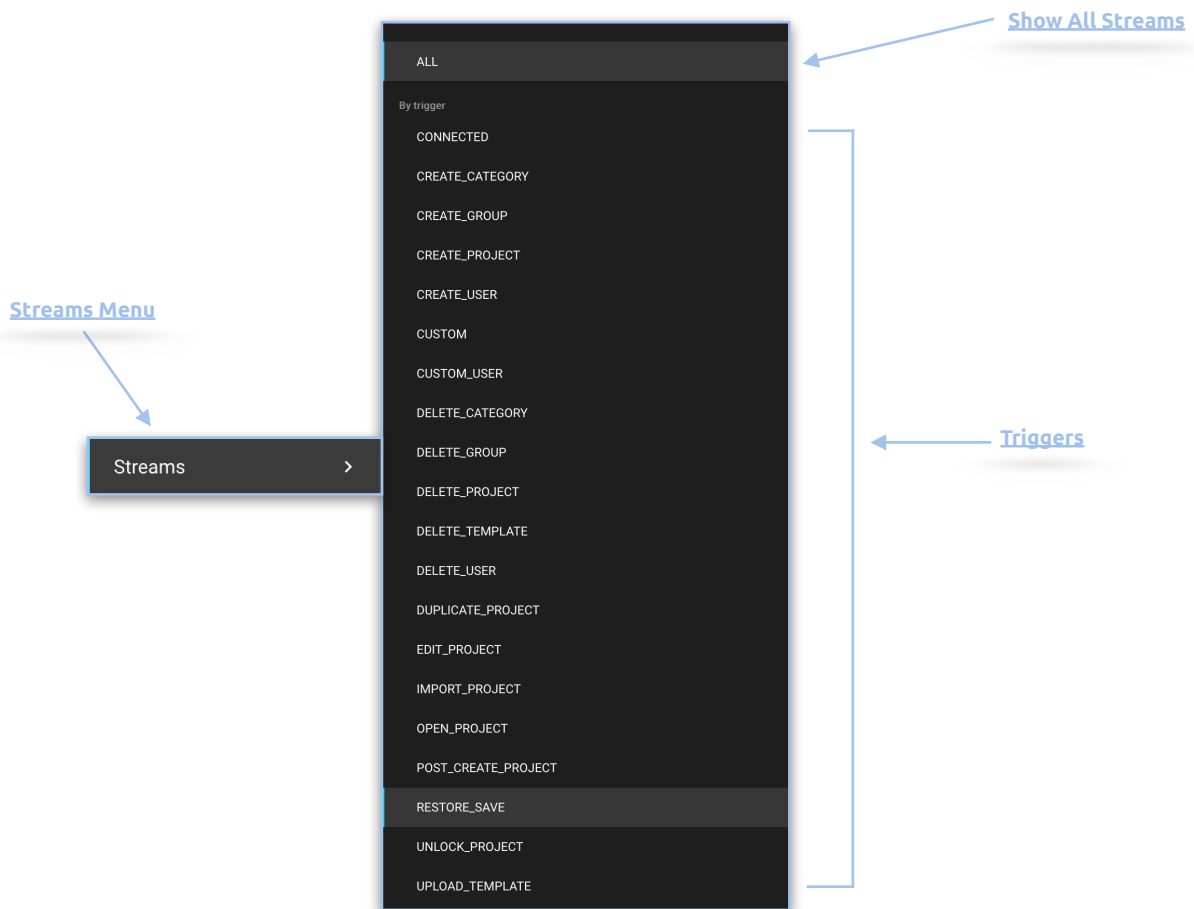 Show All Streams
ALL
By trigger
CONNECTED
CREATE_CATEGORY
CREATE_GROUP
CREATE_PROJECT
CREATE_USER
Streams Menu
CUSTOM
CUSTOM_USER
DELETE_CATEGORY
Triggers
DELETE_GROUP
Streams
DELETE_PROJECT
DELETE_TEMPLATE
DELETE_USER
DUPLICATE_PROJECT
EDIT_PROJECT
IMPORT_PROJECT
OPEN_PROJECT
POST_CREATE_PROJECT
RESTORE_SAVE
UNLOCK_PROJECT
UPLOAD_TEMPLATE